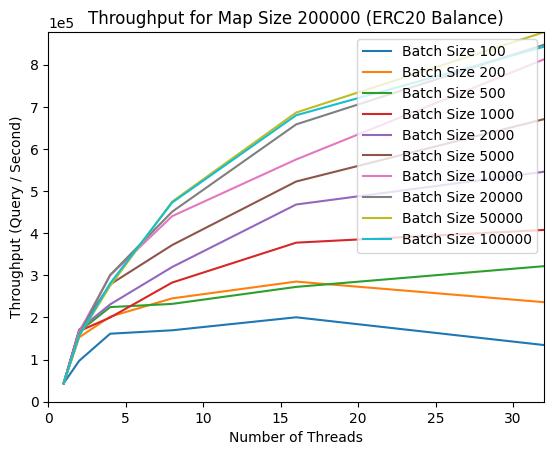 Throughput for Map Size 200000 (ERC20 Balance)
1e5
8
7
6
5
4
3
2
1
0
Throughput (Query / Second)
Batch Size 100
Batch Size 200
Batch Size 500
Batch Size 1000
Batch Size 2000
Batch Size 5000
Batch Size 10000
Batch Size 20000
Batch Size 50000
Batch Size 100000
0 5 10 15 20 25 30
Number of Threads